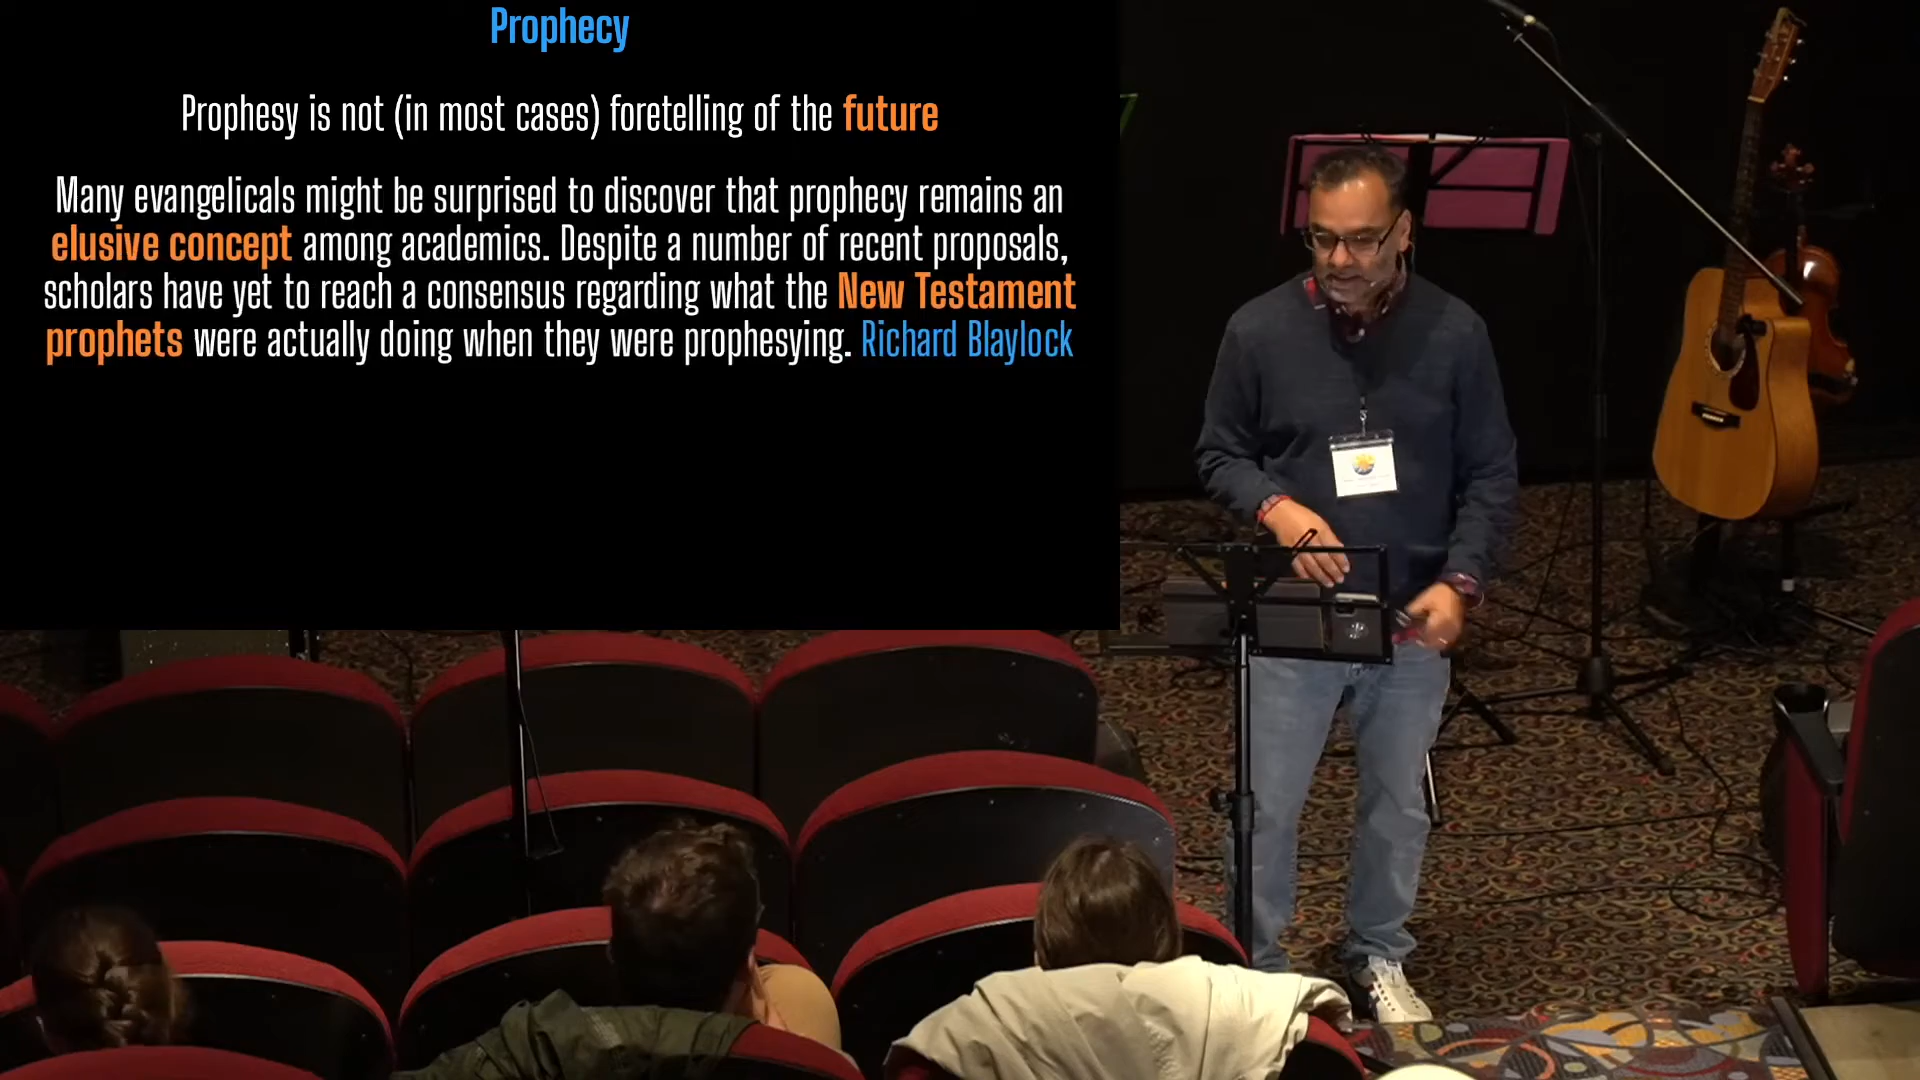 Prophecy
Prophesy is not (in most cases) foretelling of the future
Many evangelicals might be surprised to discover that prophecy remains an
elusive concept among academics. Despite a number of recent proposals,
scholars have yet to reach a consensus regarding what the New Testament
prophets were actually doing when they were prophesying. Richard Blaylock